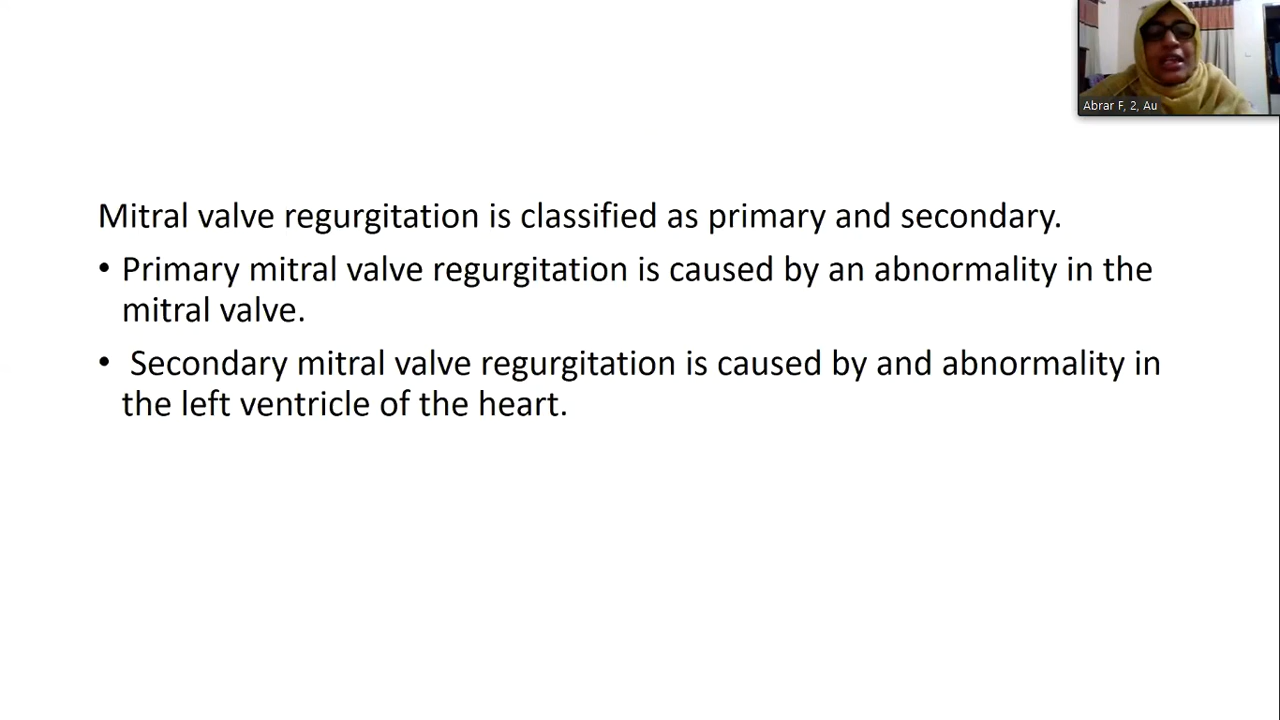 Abrar F, 2, Au
Mitral valve regurgitation is classified as primary and secondary.
• Primary mitral valve regurgitation is caused by an abnormality in the
mitral valve.
• Secondary mitral valve regurgitation is caused by and abnormality in
the left ventricle of the heart.